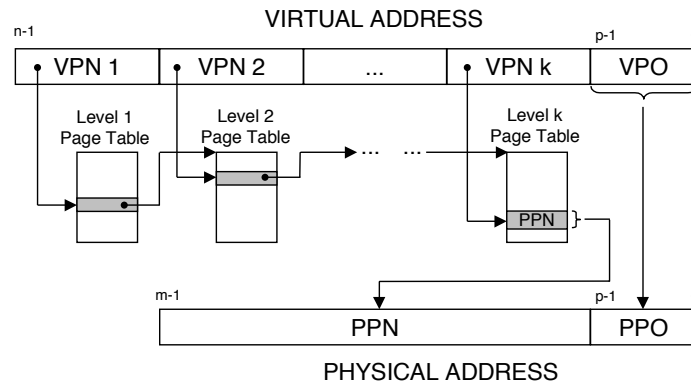 VIRTUAL ADDRESS
n-1 p-1
VPN 1 VPN 2 ... VPN k VPO
Level 1
Page Table
Level 2
Page Table
Level k
Page Table
... ...
PPN
m-1 p-1
PPN PPO
PHYSICAL ADDRESS